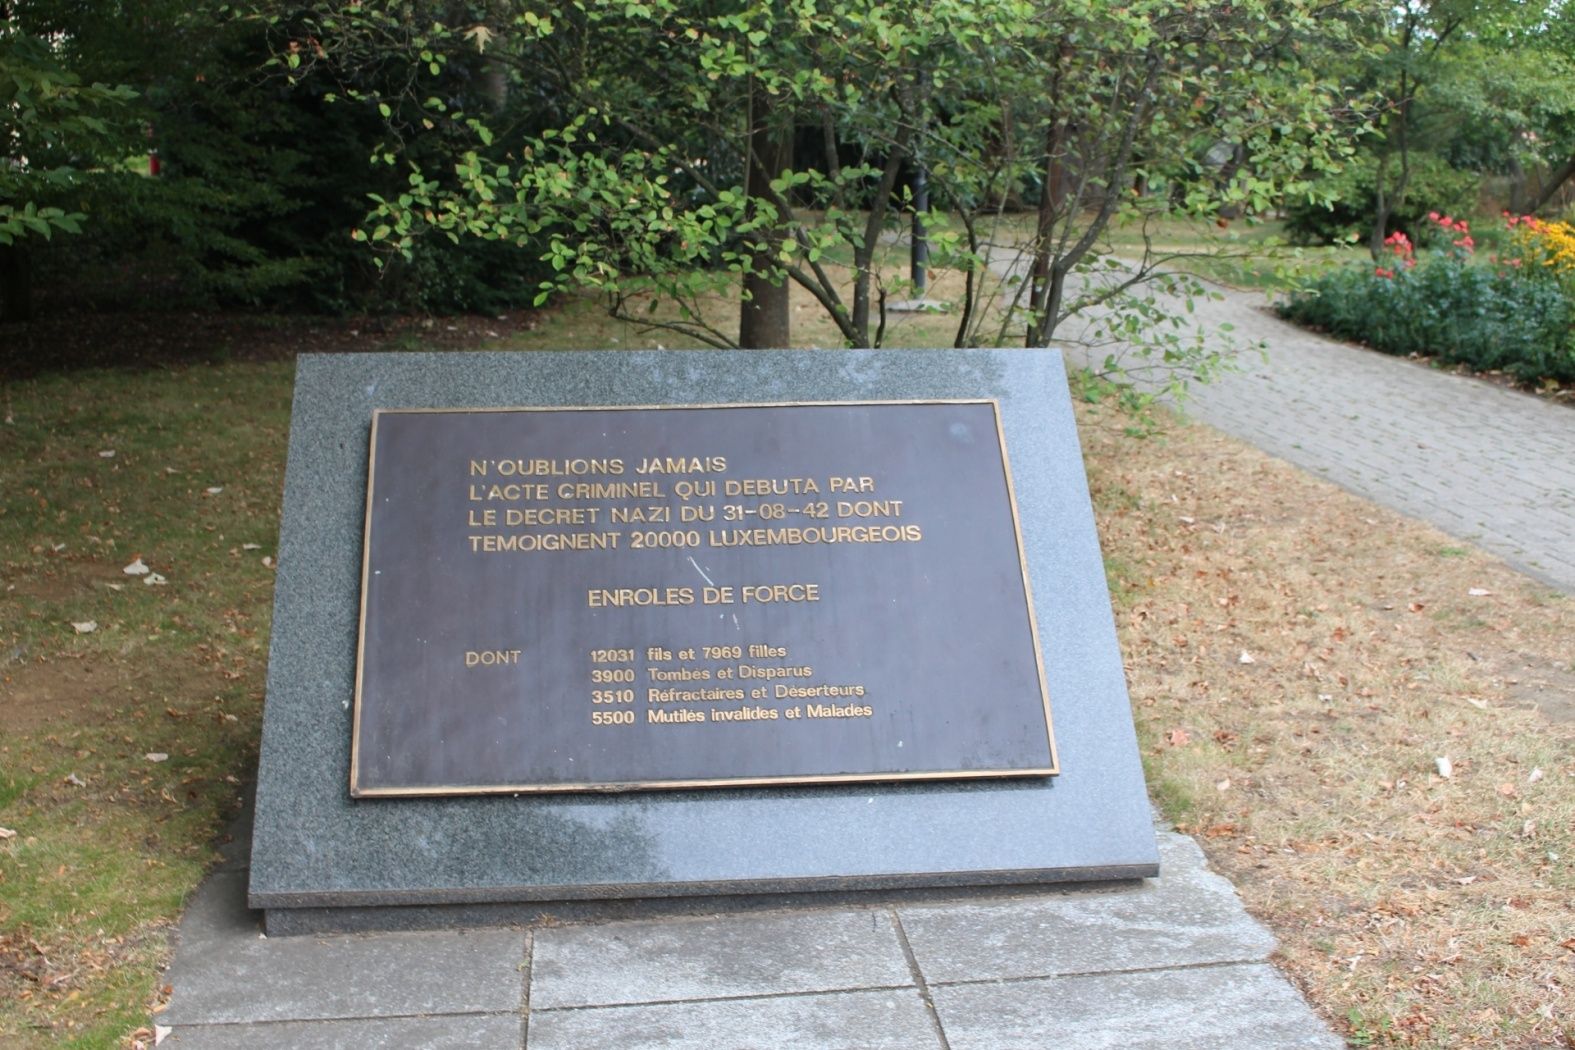 N'OUBLIONS JAMAIS
L'ACTE CRIMINEL QUI DEBUTA PAR
LE DECRET NAZI DU 31-08-42 DONT
TEMOIGNENT 20000 LUXEMBOURGEOIS
ENROLES DE FORCE
DONT 12031 fils et 7969 filles
3900 Tombés et Disparus
3510 Réfractaires et Déserteurs
5500 Mutilés invalides et Malades